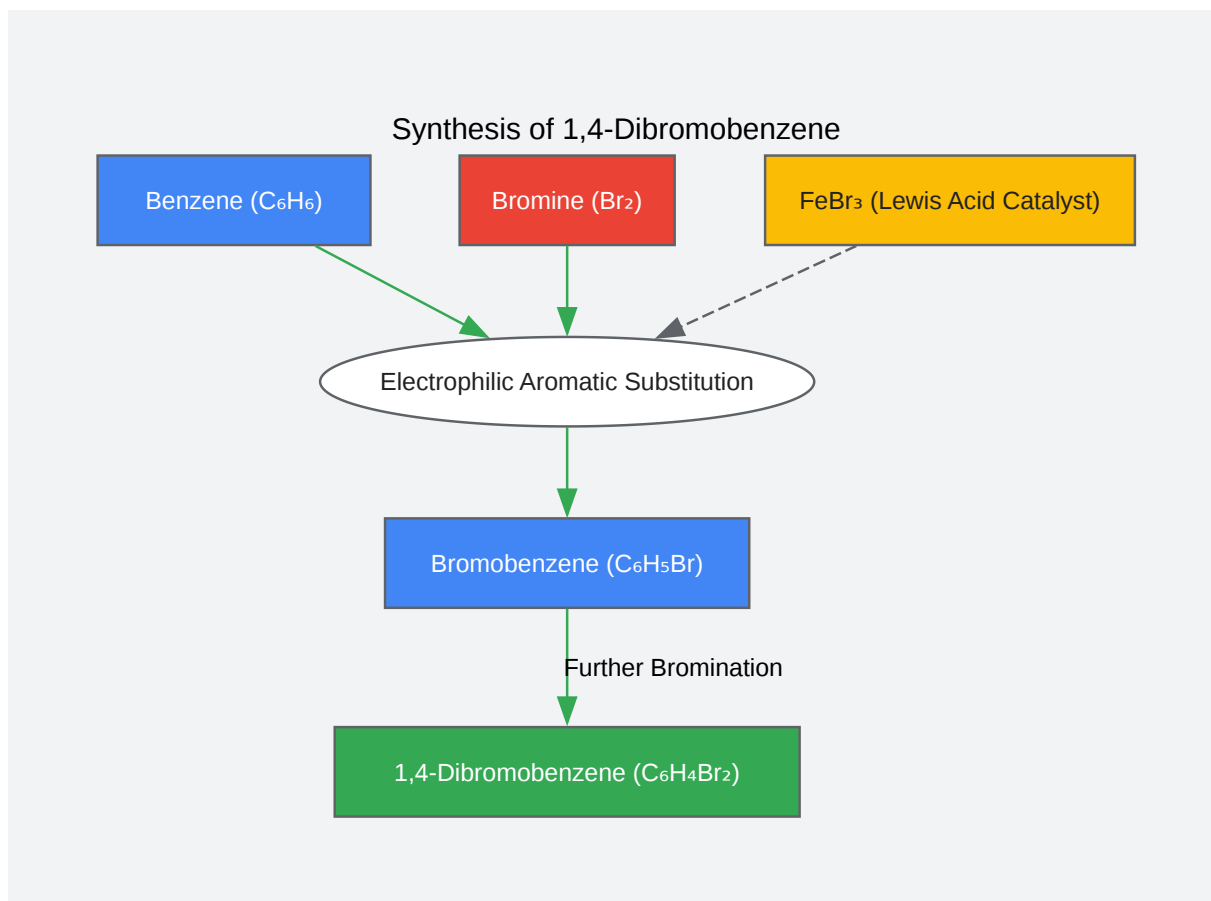 Synthesis of 1,4-Dibromobenzene
Benzene (C₆H₆)
Bromine (Br₂)
FeBr₃ (Lewis Acid Catalyst)
Electrophilic Aromatic Substitution
Bromobenzene (C₆H₅Br)
Further Bromination
1,4-Dibromobenzene (C₆H₄Br₂)